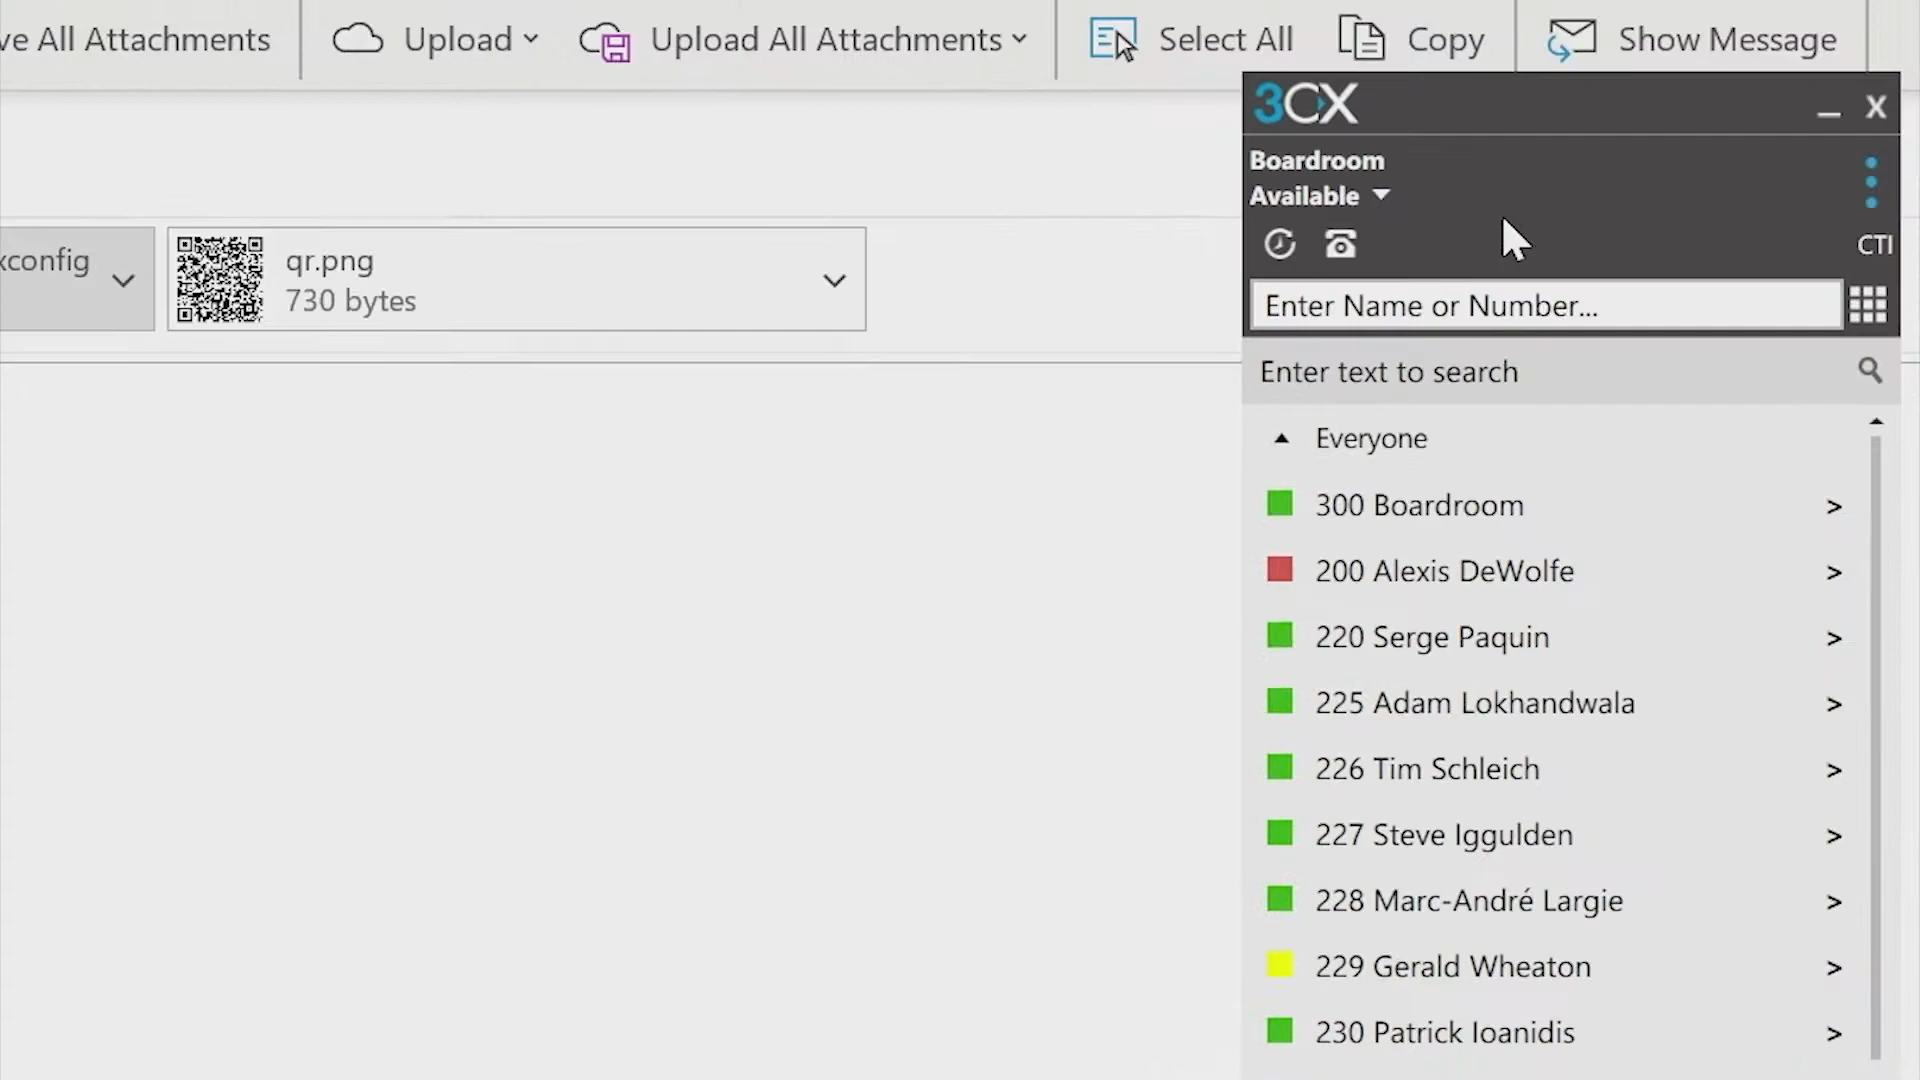 ve All Attachments
Upload
Upload All Attachments
Select All
Copy
Show Message
xconfig
qr.png
730 bytes
3CX
Boardroom
Available
CTI
Enter Name or Number...
Enter text to search
Everyone
300 Boardroom >
200 Alexis DeWolfe >
220 Serge Paquin >
225 Adam Lokhandwala >
226 Tim Schleich >
227 Steve Iggulden >
228 Marc-André Largie >
229 Gerald Wheaton >
230 Patrick Ioanidis >